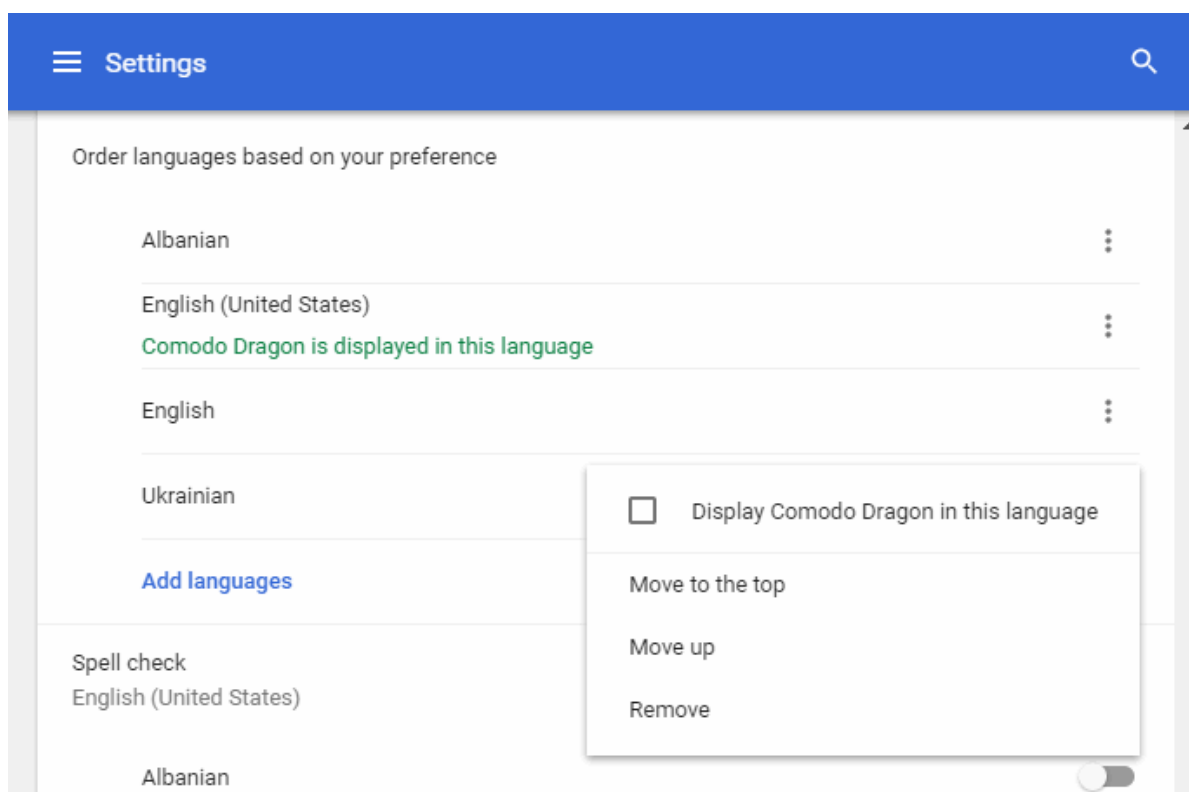 Settings
Order languages based on your preference
Albanian
English (United States)
Comodo Dragon is displayed in this language
English
Ukrainian
Display Comodo Dragon in this language
Add languages
Move to the top
Move up
Remove
Spell check
English (United States)
Albanian